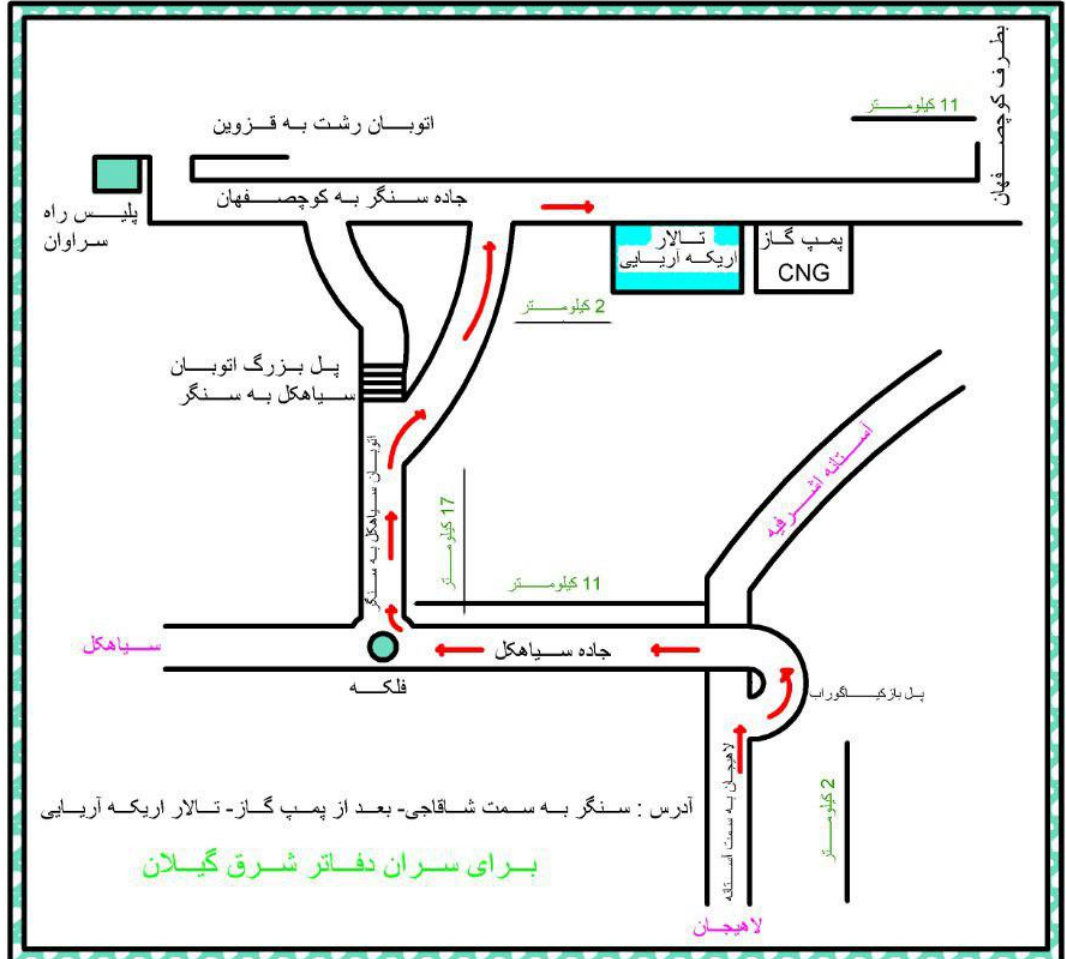 بطرف کوچصفهان
11 کیلومتر
اتوبان رشت به قزوین
جاده سنگر به کوچصفهان
پلیس راه
سراوان
تالار
اریکه آریایی
پمپ گاز
CNG
2 کیلومتر
پل بزرگ اتوبان
سیاهکل به سنگر
آستانه اشرفیه
اتوبان سیاهکل به سنگر
17 کیلومتر
11 کیلومتر
سیاهکل
جاده سیاهکل
فلکه
پل بازکیاگوراب
لاهیجان به سمت آستانه
2 کیلومتر
آدرس : سنگر به سمت شاقاجی- بعد از پمپ گاز- تالار اریکه آریایی
برای سران دفاتر شرق گیلان
لاهیجان